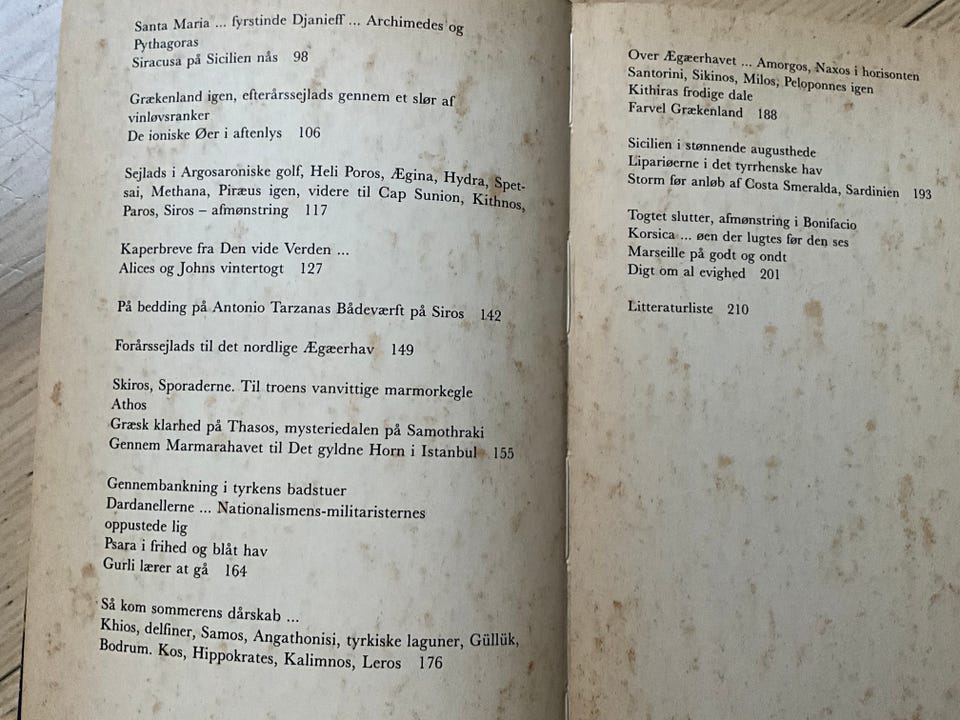 Santa Maria ... fyrstinde Djanieff ... Archimedes og
Pythagoras
Siracusa på Sicilien nås 98
Grækenland igen, efterårssejlads gennem et slør af
vinløvsranker
De ioniske Øer i aftenlys 106
Sejlads i Argosaroniske golf, Heli Poros, Ægina, Hydra, Spet-
sai, Methana, Piræus igen, videre til Cap Sunion, Kithnos,
Paros, Siros – afmønstring 117
Kaperbreve fra Den vide Verden ...
Alices og Johns vintertogt 127
På bedding på Antonio Tarzanas Bådeværft på Siros 142
Forårssejlads til det nordlige Ægæerhav 149
Skiros, Sporaderne. Til troens vanvittige marmorkegle
Athos
Græsk klarhed på Thasos, mysteriedalen på Samothraki
Gennem Marmarahavet til Det gyldne Horn i Istanbul 155
Gennembankning i tyrkens badstuer
Dardanellerne ... Nationalismens-militaristernes
oppustede lig
Psara i frihed og blåt hav
Gurli lærer at gå 164
Så kom sommerens dårskab ...
Khios, delfiner, Samos, Angathonisi, tyrkiske laguner, Güllük,
Bodrum. Kos, Hippokrates, Kalimnos, Leros 176
Over Ægæerhavet ... Amorgos, Naxos i horisonten
Santorini, Sikinos, Milos, Peloponnes igen
Kithiras frodige dale
Farvel Grækenland 188
Sicilien i stønnende augusthede
Lipariøerne i det tyrrhenske hav
Storm før anløb af Costa Smeralda, Sardinien 193
Togtet slutter, afmønstring i Bonifacio
Korsica ... øen der lugtes før den ses
Marseille på godt og ondt
Digt om al evighed 201
Litteraturliste 210